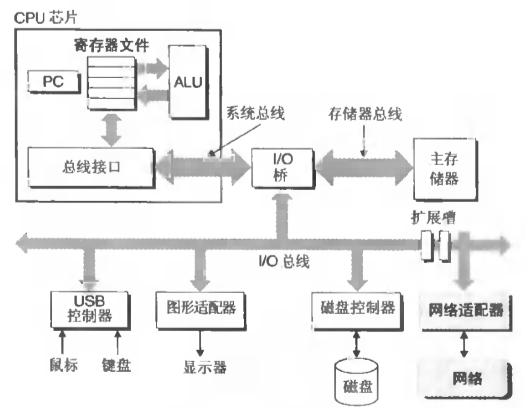 CPU 芯片
寄存器文件
PC
ALU
系统总线
存储器总线
总线接口
I/O
桥
主存
储器
扩展槽
I/O 总线
USB
控制器
图形适配器
磁盘控制器
网络适配器
鼠标
键盘
显示器
磁盘
网络